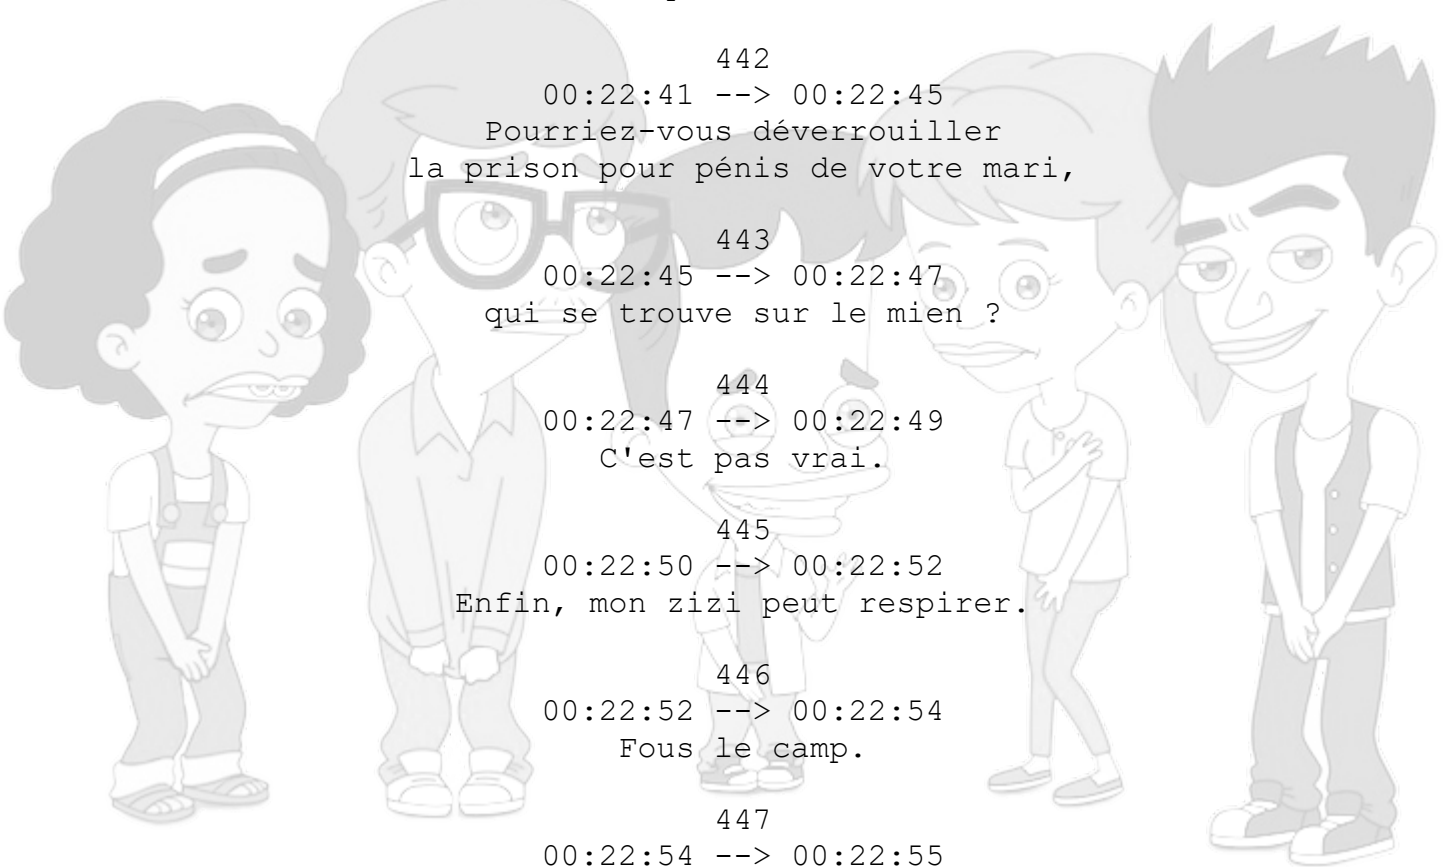 442
00:22:41 --> 00:22:45
Pourriez-vous déverrouiller
la prison pour pénis de votre mari,
443
00:22:45 --> 00:22:47
qui se trouve sur le mien ?
444
00:22:47 --> 00:22:49
C'est pas vrai.
445
00:22:50 --> 00:22:52
Enfin, mon zizi peut respirer.
446
00:22:52 --> 00:22:54
Fous le camp.
447
00:22:54 --> 00:22:55